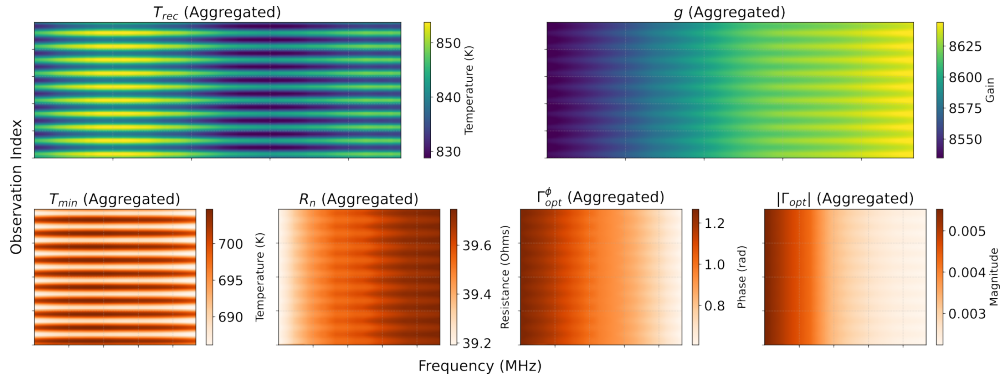 T_rec (Aggregated)
g (Aggregated)
850
840
830
Temperature (K)
8625
8600
8575
8550
Gain
Observation Index
T_min (Aggregated)
R_n (Aggregated)
Γ^ϕ_opt (Aggregated)
|Γ_opt| (Aggregated)
700
695
690
Temperature (K)
39.6
39.4
39.2
Resistance (Ohms)
1.2
1.0
0.8
Phase (rad)
0.005
0.004
0.003
Magnitude
Frequency (MHz)